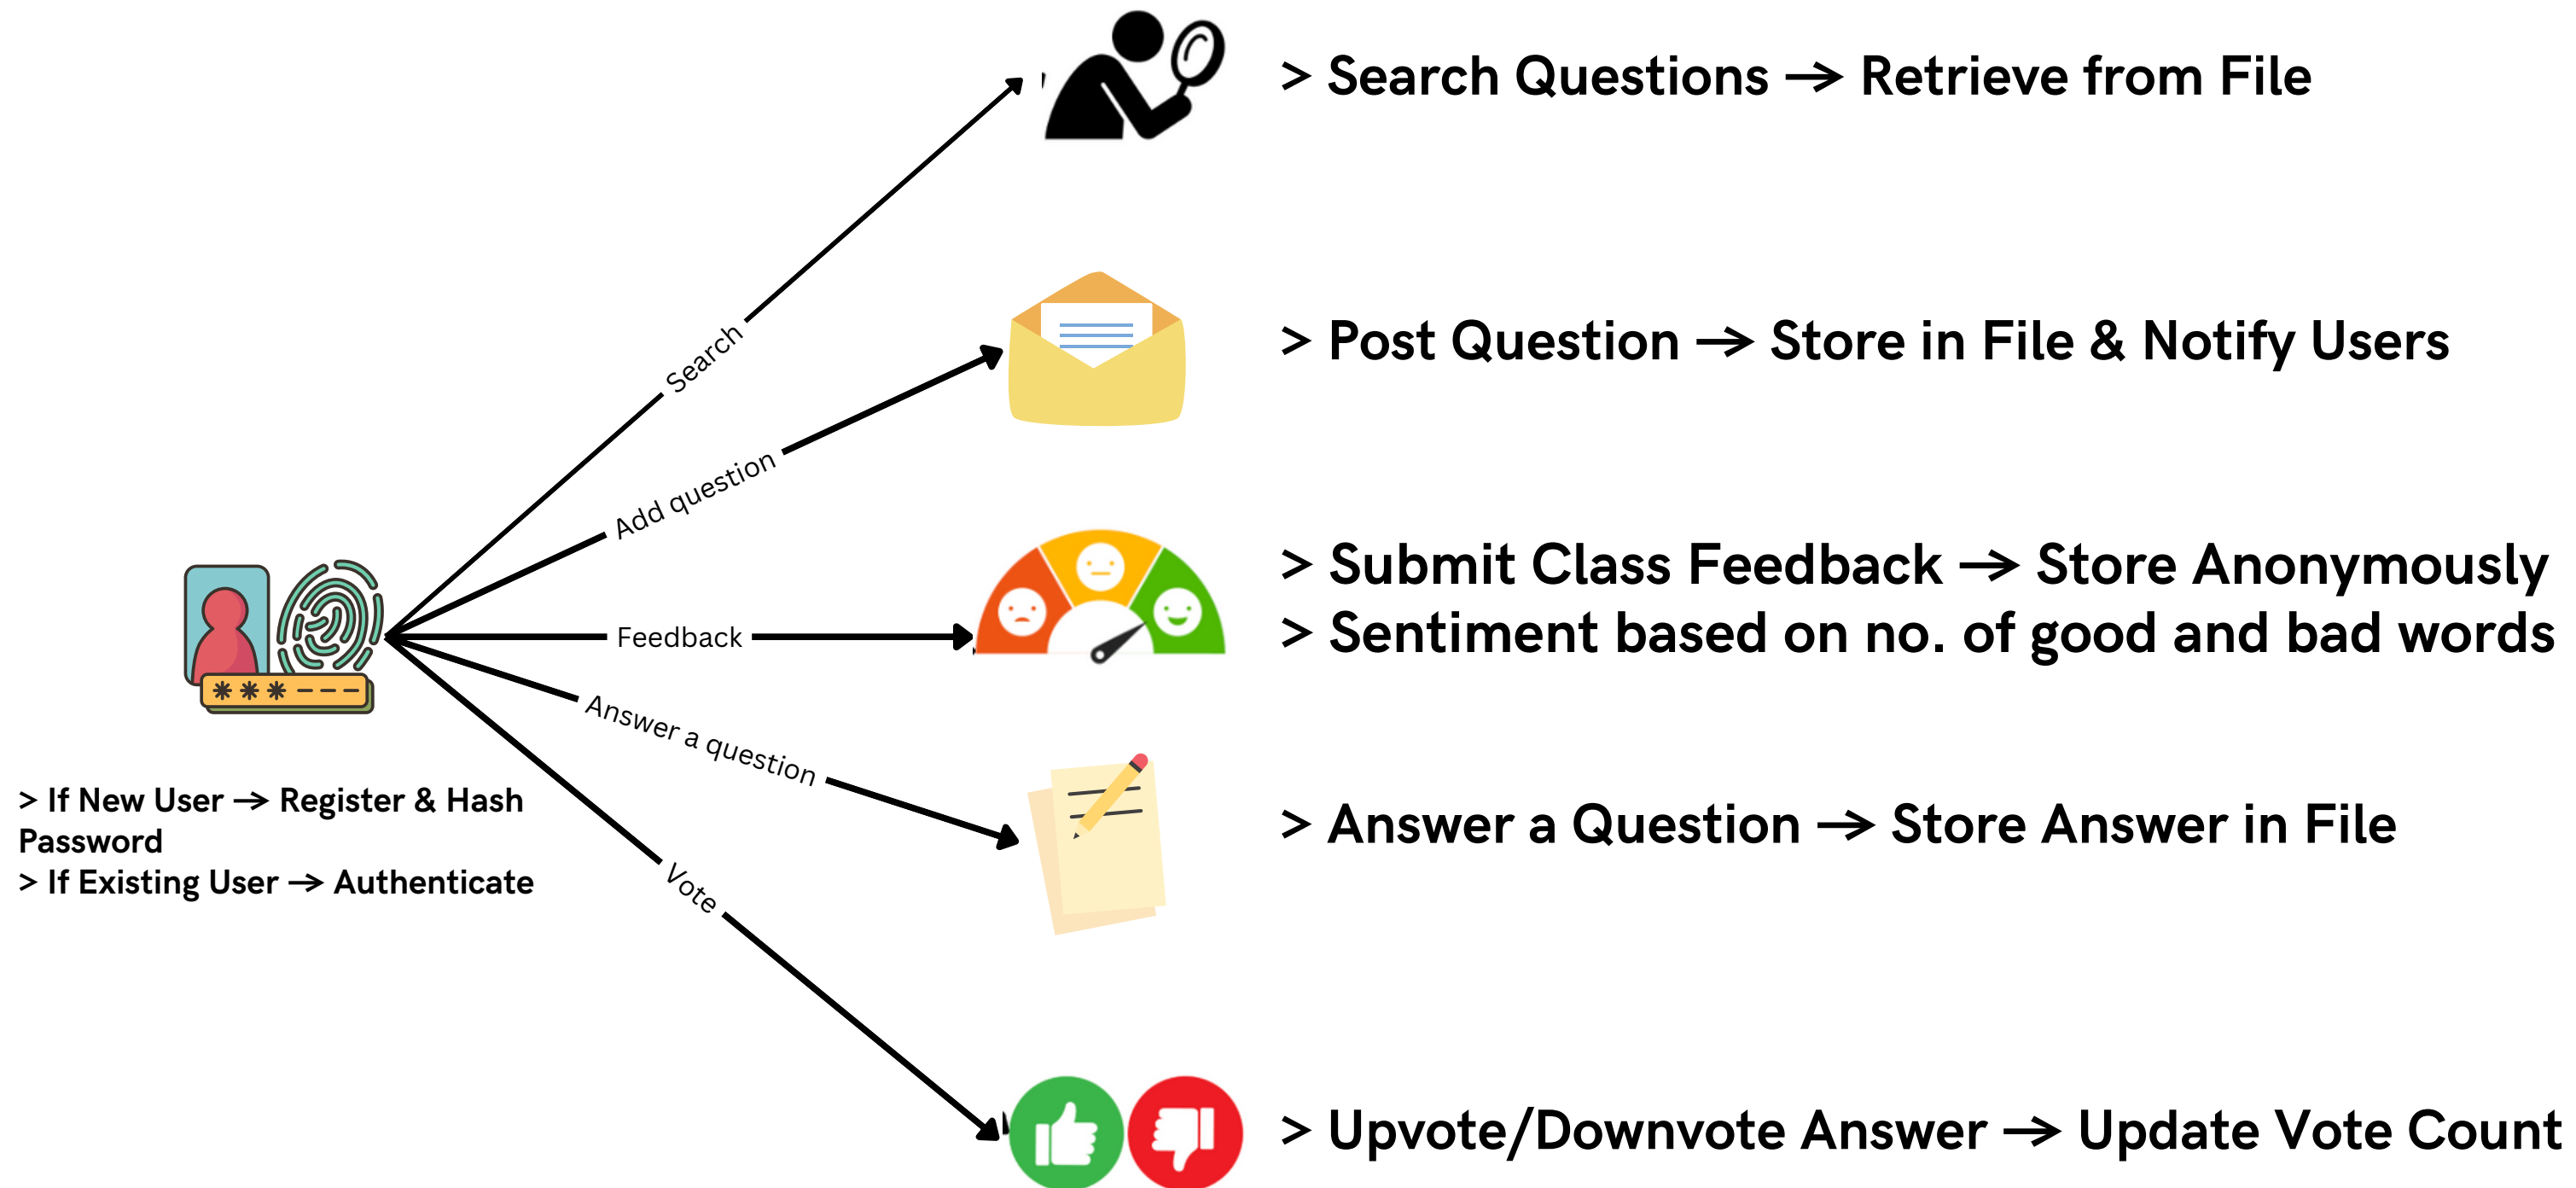 > Search Questions → Retrieve from File
Search
> Post Question → Store in File & Notify Users
Add question
> Submit Class Feedback → Store Anonymously
> Sentiment based on no. of good and bad words
Feedback
* * * – – –
Answer a question
> If New User → Register & Hash
Password
> If Existing User → Authenticate
> Answer a Question → Store Answer in File
Vote
> Upvote/Downvote Answer → Update Vote Count